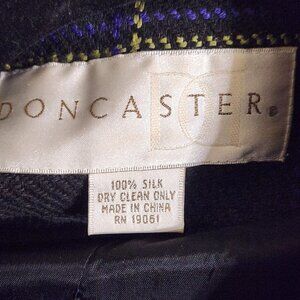 DONCASTER®
100% SILK
DRY CLEAN ONLY
MADE IN CHINA
RN 19061